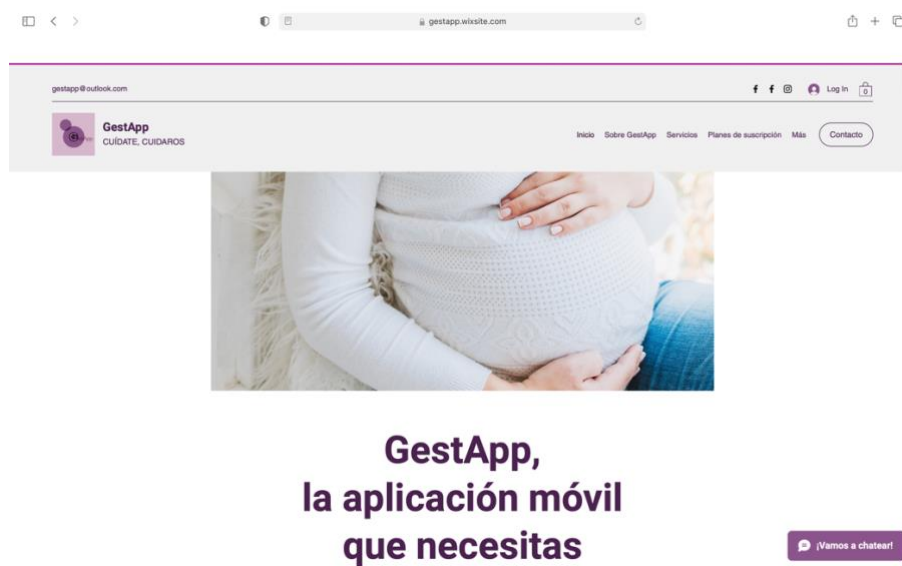 gestapp.wixsite.com
gestapp@outlook.com
Log In
0
GestApp
CUÍDATE, CUIDAROS
Inicio Sobre GestApp Servicios Planes de suscripción Más Contacto
GestApp,
la aplicación móvil
que necesitas
¡Vamos a chatear!